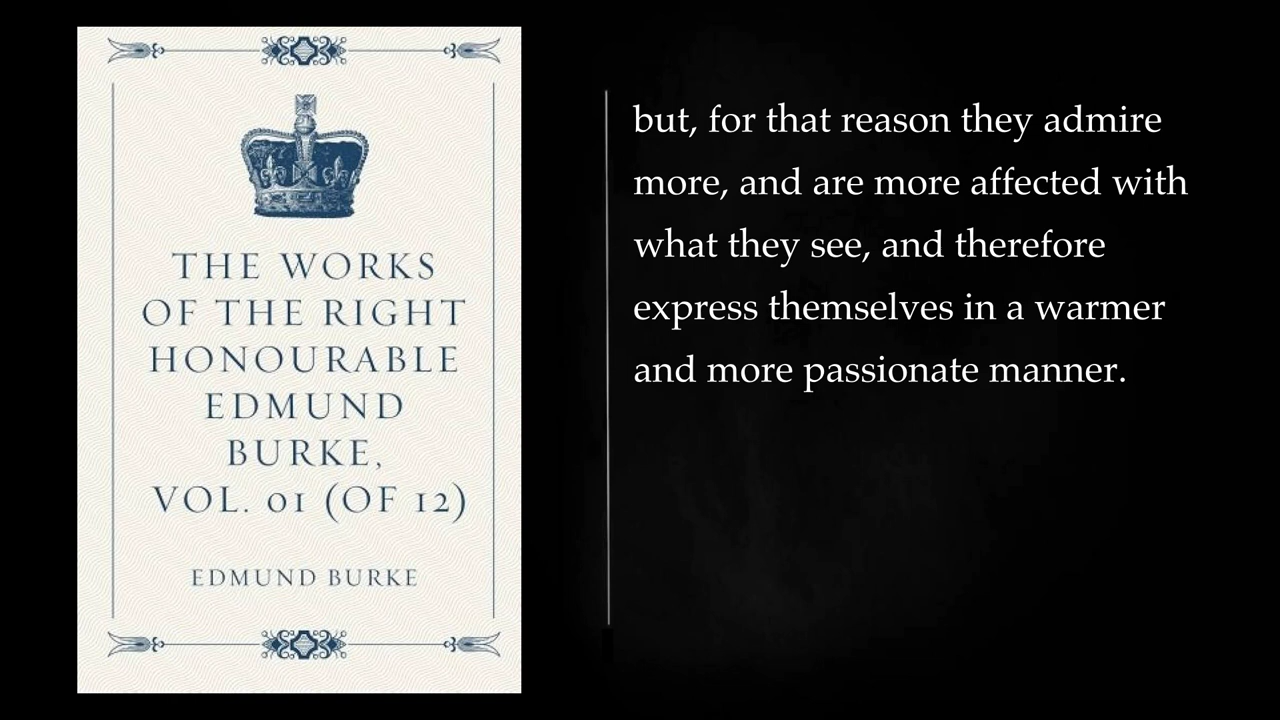 THE WORKS
OF THE RIGHT
HONOURABLE
EDMUND
BURKE,
VOL. 01 (OF 12)
EDMUND BURKE
but, for that reason they admire
more, and are more affected with
what they see, and therefore
express themselves in a warmer
and more passionate manner.